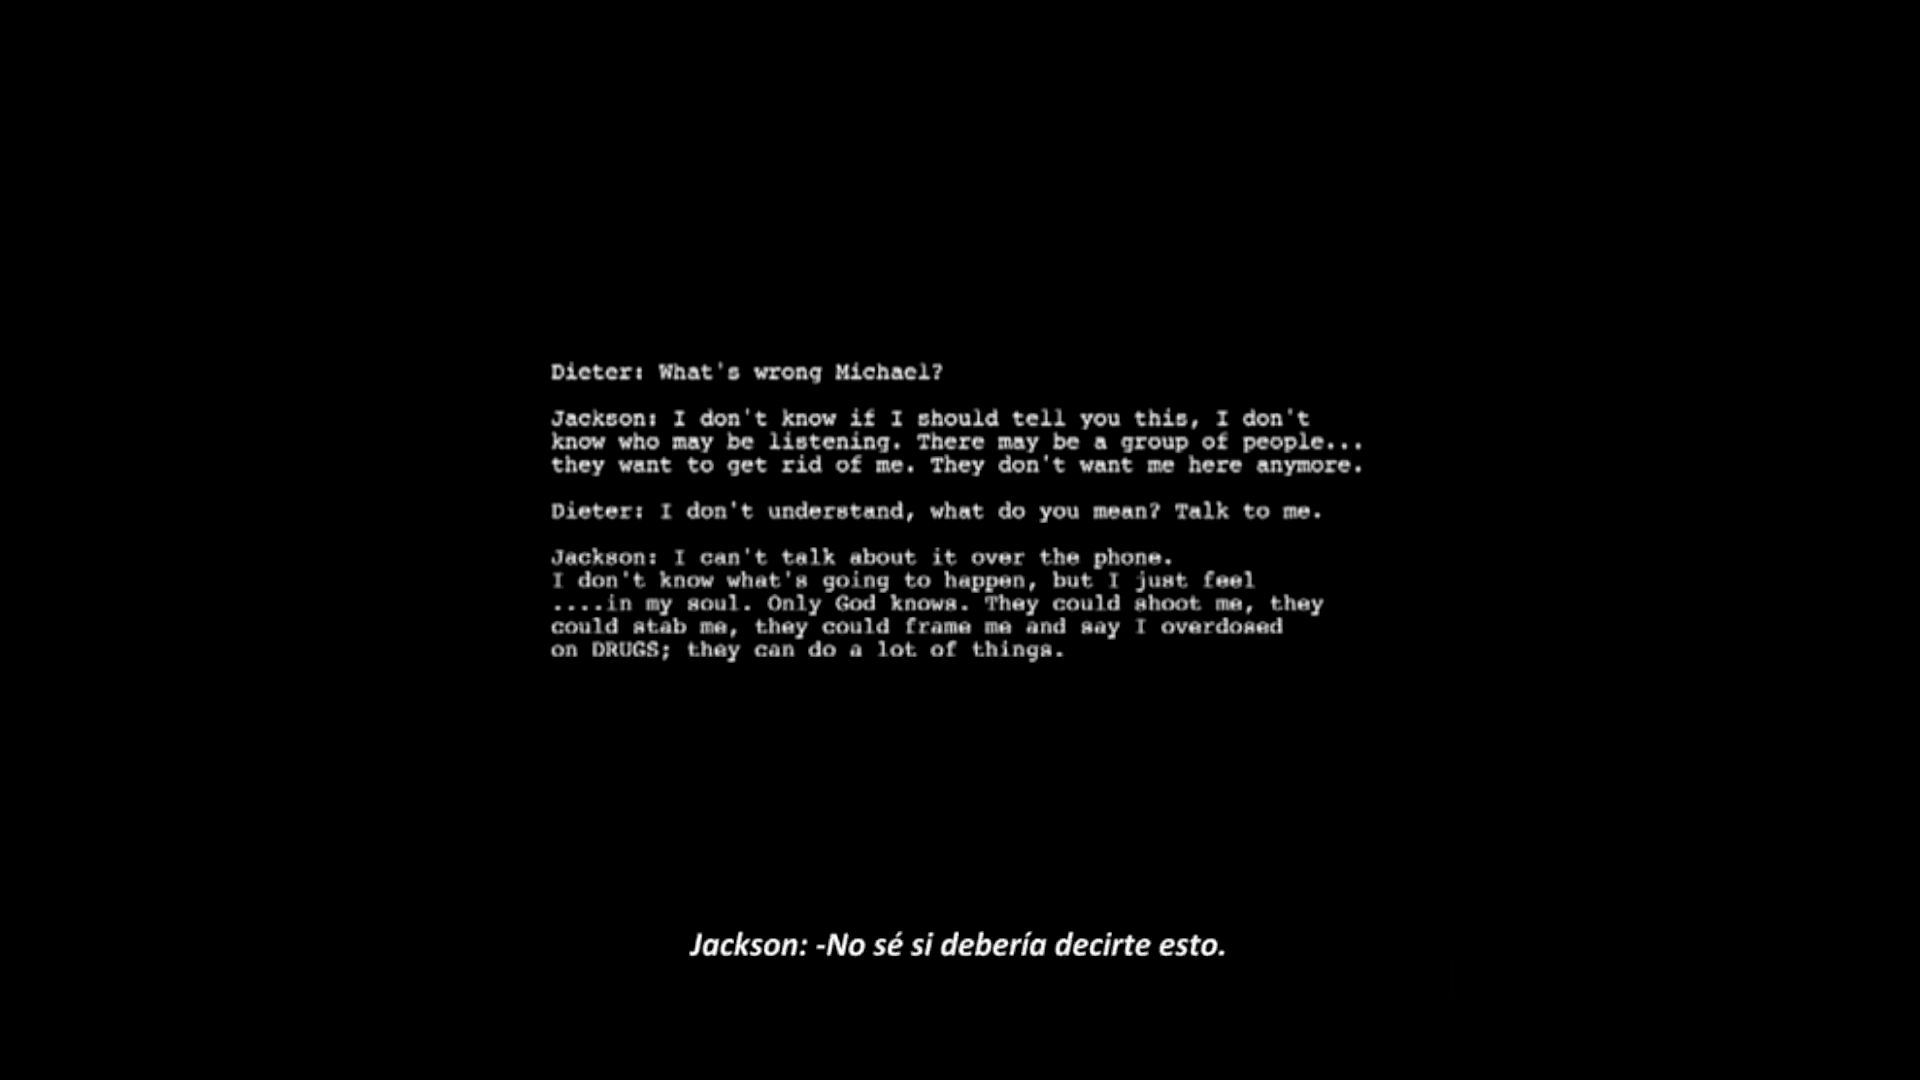 Dieter: What's wrong Michael?
Jackson: I don't know if I should tell you this, I don't
know who may be listening. There may be a group of people...
they want to get rid of me. They don't want me here anymore.
Dieter: I don't understand, what do you mean? Talk to me.
Jackson: I can't talk about it over the phone.
I don't know what's going to happen, but I just feel
....in my soul. Only God knows. They could shoot me, they
could stab me, they could frame me and say I overdosed
on DRUGS; they can do a lot of things.
Jackson: -No sé si debería decirte esto.